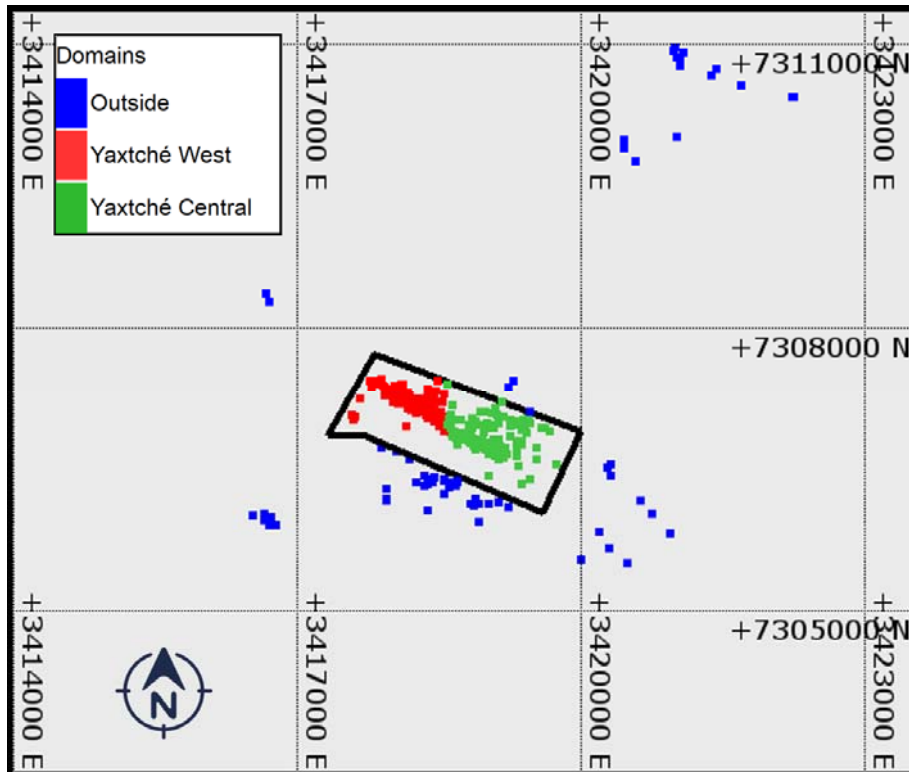 Domains
Outside
Yaxtché West
Yaxtché Central
+3414000 E
+3417000 E
+3420000 E
+3423000 E
+7311000 N
+7308000 N
+7305000 N
+3414000 E
+3417000 E
+3420000 E
+3423000 E
N